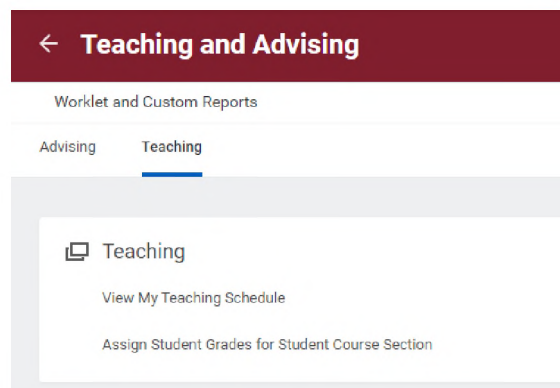 Teaching and Advising
Worklet and Custom Reports
Advising Teaching
Teaching
View My Teaching Schedule
Assign Student Grades for Student Course Section